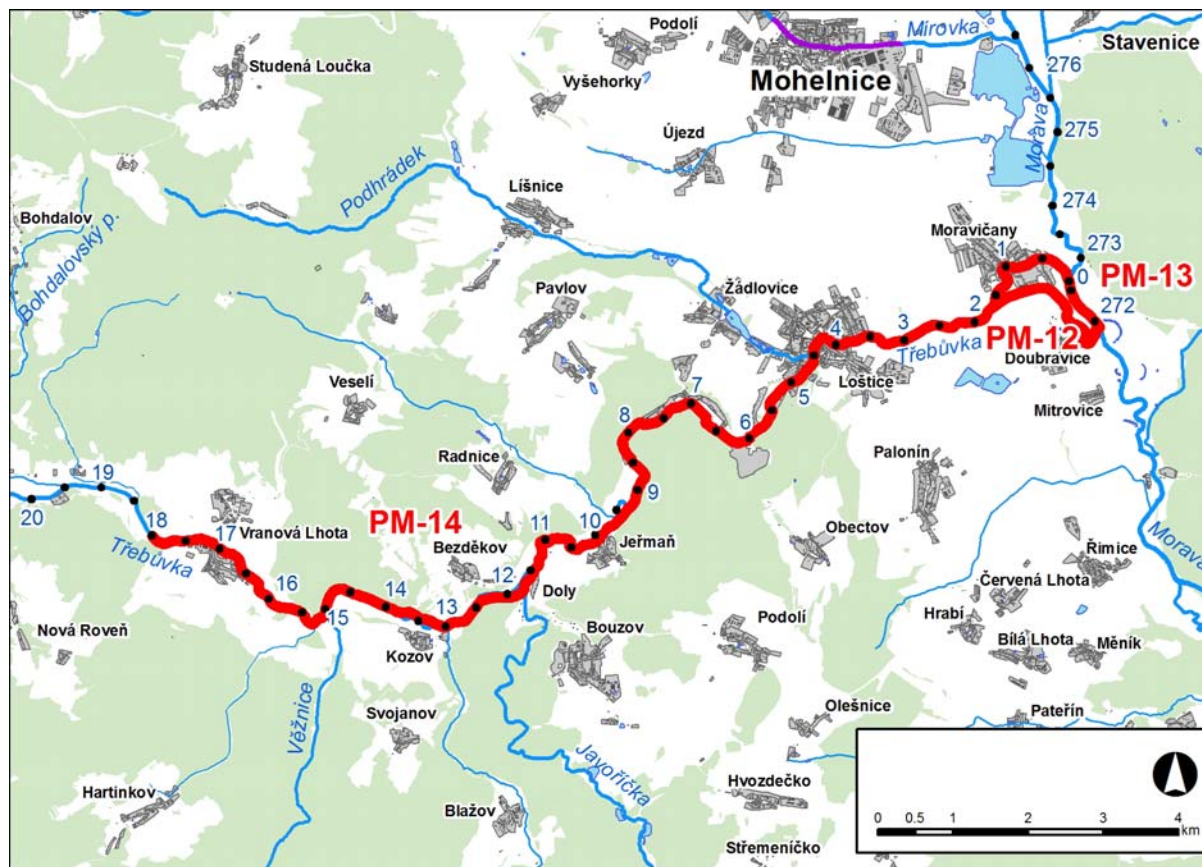 Podolí
Mírovka
Stavenice
Studená Loučka
Vyšehorky
Mohelnice
276
275
Morava
Újezd
Podhrádek
Líšnice
274
Bohdalov
Bohdalovský p.
Moravičany
273
1
0
PM-13
Pavlov
Žádlovice
2
272
4
3
PM-12
Třebůvka
Doubravice
5
Loštice
Veselí
7
Mitrovice
8
6
Radnice
Palonín
19
9
20
18
PM-14
11
10
Obectov
Morava
17
Vranová Lhota
Bezděkov
Jeřmaň
Třebůvka
Římice
16
14
12
Doly
Červená Lhota
15
13
Hrabí
Nová Roveň
Kozov
Bouzov
Podolí
Bílá Lhota
Měník
Věžnice
Svojanov
Olešnice
Pateřín
Javoříčka
Hartinkov
Hvozdečko
Blažov
0 0.5 1 2 3 4
km
Střemeníčko